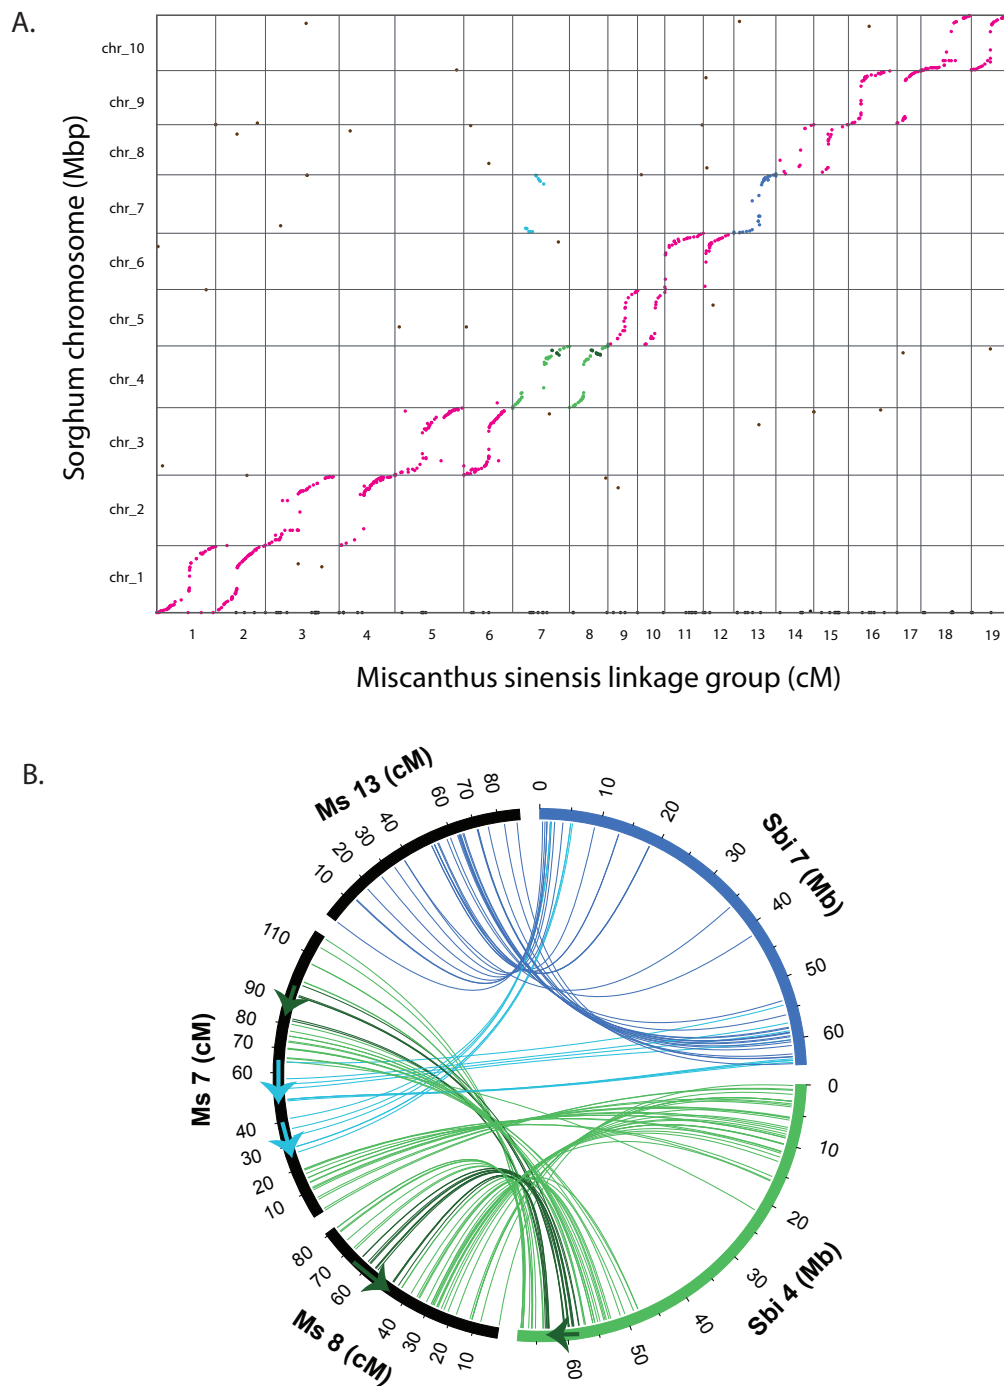 A.
chr_10
chr_9
chr_8
chr_7
chr_6
chr_5
chr_4
chr_3
chr_2
chr_1
Sorghum chromosome (Mbp)
1 2 3 4 5 6 7 8 9 10 11 12 13 14 15 16 17 18 19
Miscanthus sinensis linkage group (cM)
B.
Ms 13 (cM)
10 20 30 40 60 70 80
Sbi 7 (Mb)
0 10 20 30 40 50 60
Ms 7 (cM)
110 90 80 70 60 40 30 20 10
Ms 8 (cM)
80 70 60 40 30 20 10
Sbi 4 (Mb)
0 10 20 30 40 50 60